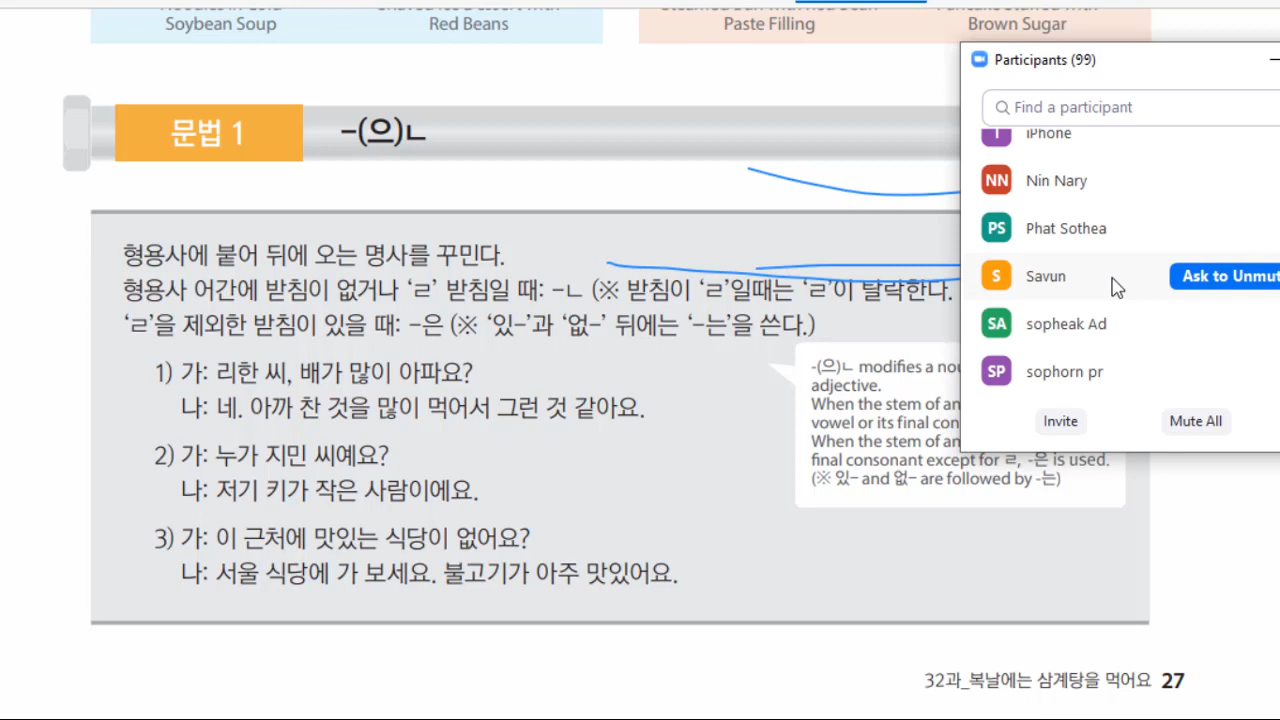 Soybean Soup
Red Beans
Paste Filling
Brown Sugar
문법 1
-(으)ㄴ
형용사에 붙어 뒤에 오는 명사를 꾸민다.
형용사 어간에 받침이 없거나 ‘ㄹ’ 받침일 때: -ㄴ (※ 받침이 ‘ㄹ’일때는 ‘ㄹ’이 탈락한다.
‘ㄹ’을 제외한 받침이 있을 때: -은 (※ ‘있-’과 ‘없-’ 뒤에는 ‘-는’을 쓴다.)
1) 가: 리한 씨, 배가 많이 아파요?
나: 네. 아까 찬 것을 많이 먹어서 그런 것 같아요.
2) 가: 누가 지민 씨예요?
나: 저기 키가 작은 사람이에요.
3) 가: 이 근처에 맛있는 식당이 없어요?
나: 서울 식당에 가 보세요. 불고기가 아주 맛있어요.
-(으)ㄴ modifies a
adjective.
When the stem of
vowel or its final
When the stem of
final consonant except for ㄹ, -은 is used.
(※ 있- and 없- are followed by -는)
32과_복날에는 삼계탕을 먹어요 27
Participants (99)
Find a participant
I iPhone
NN Nin Nary
PS Phat Sothea
S Savun Ask to Unmut
SA sopheak Ad
SP sophorn pr
Invite Mute All